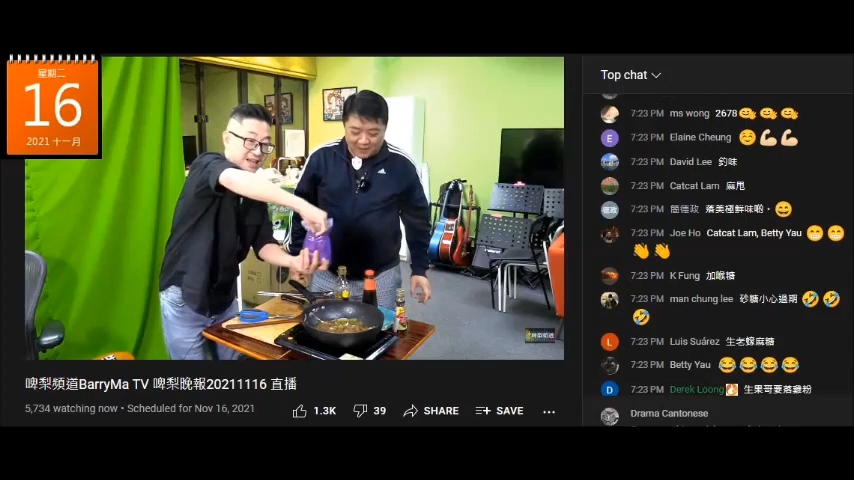 星期二
16
2021 十一月
啤梨頻道BarryMa TV 啤梨晚報20211116 直播
5,734 watching now • Scheduled for Nov 16, 2021
1.3K
39
SHARE
SAVE
Top chat
7:23 PM ms wong 2678🥰🥰🥰
7:23 PM Elaine Cheung ☺️💪🏼💪🏼
7:23 PM David Lee 釣味
7:23 PM Catcat Lam 麻甩
7:23 PM 簡德政 雞美極鮮味啲，😄
7:23 PM Joe Ho Catcat Lam, Betty Yau 😁😁
👏👏
7:23 PM K Fung 加喉糖
7:23 PM man chung lee 砂糖小心過期🤣🤣
🤣
7:23 PM Luis Suárez 生老嫁麻糖
7:23 PM Betty Yau 😂😂😂😂
7:23 PM Derek Loong 生果哥要落
Drama Cantonese